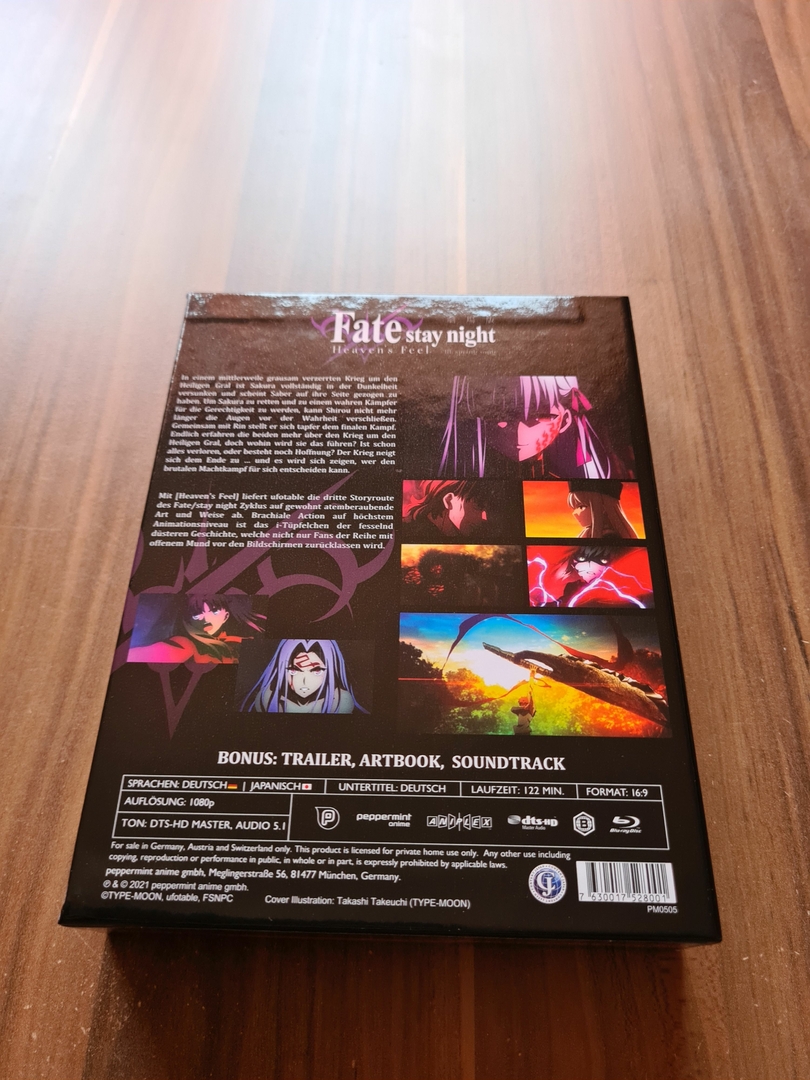 Fate stay night
Heaven's Feel
In einem mittlerweile grausam verzerrten Krieg um den
Heiligen Gral ist Sakura vollständig in der Dunkelheit
versunken und scheint Saber auf ihre Seite gezogen zu
haben. Um Sakura zu retten und zu einem wahren Kämpfer
für die Gerechtigkeit zu werden, kann Shirou nicht mehr
länger die Augen vor der Wahrheit verschließen.
Gemeinsam mit Rin stellt er sich tapfer dem finalen Kampf.
Endlich erfahren die beiden mehr über den Krieg um den
Heiligen Gral, doch wohin wird sie das führen? Ist schon
alles verloren, oder besteht noch Hoffnung? Der Krieg neigt
sich dem Ende zu ... und es wird sich zeigen, wer den
brutalen Machtkampf für sich entscheiden kann.
Mit [Heaven's Feel] liefert ufotable die dritte Storyroute
des Fate/stay night Zyklus auf gewohnt atemberaubende
Art und Weise ab. Brachiale Action auf höchstem
Animationsniveau ist das i-Tüpfelchen der fesselnd
düsteren Geschichte, welche nicht nur Fans der Reihe mit
offenem Mund vor den Bildschirmen zurücklassen wird.
BONUS: TRAILER, ARTBOOK, SOUNDTRACK
SPRACHEN: DEUTSCH | JAPANISCH UNTERTITEL: DEUTSCH LAUFZEIT: 122 MIN. FORMAT: 16:9
AUFLÖSUNG: 1080p
TON: DTS-HD MASTER, AUDIO 5.1
peppermint anime ANIPLEX dts-HD Master Audio B Blu-ray Disc
For sale in Germany, Austria and Switzerland only. This product is licensed for private home use only. Any other use including
copying, reproduction or performance in public, in whole or in part, is expressly prohibited by applicable laws.
peppermint anime gmbh, Meglingerstraße 56, 81477 München, Germany.
℗ & © 2021 peppermint anime gmbh.
©TYPE-MOON, ufotable, FSNPC
Cover Illustration: Takashi Takeuchi (TYPE-MOON)
7 630017 528001
PM0505